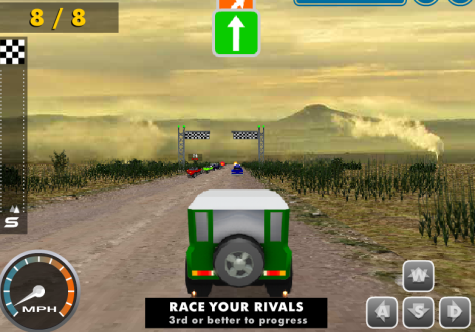 8 / 8
S
MPH
RACE YOUR RIVALS
3rd or better to progress
W
A S D